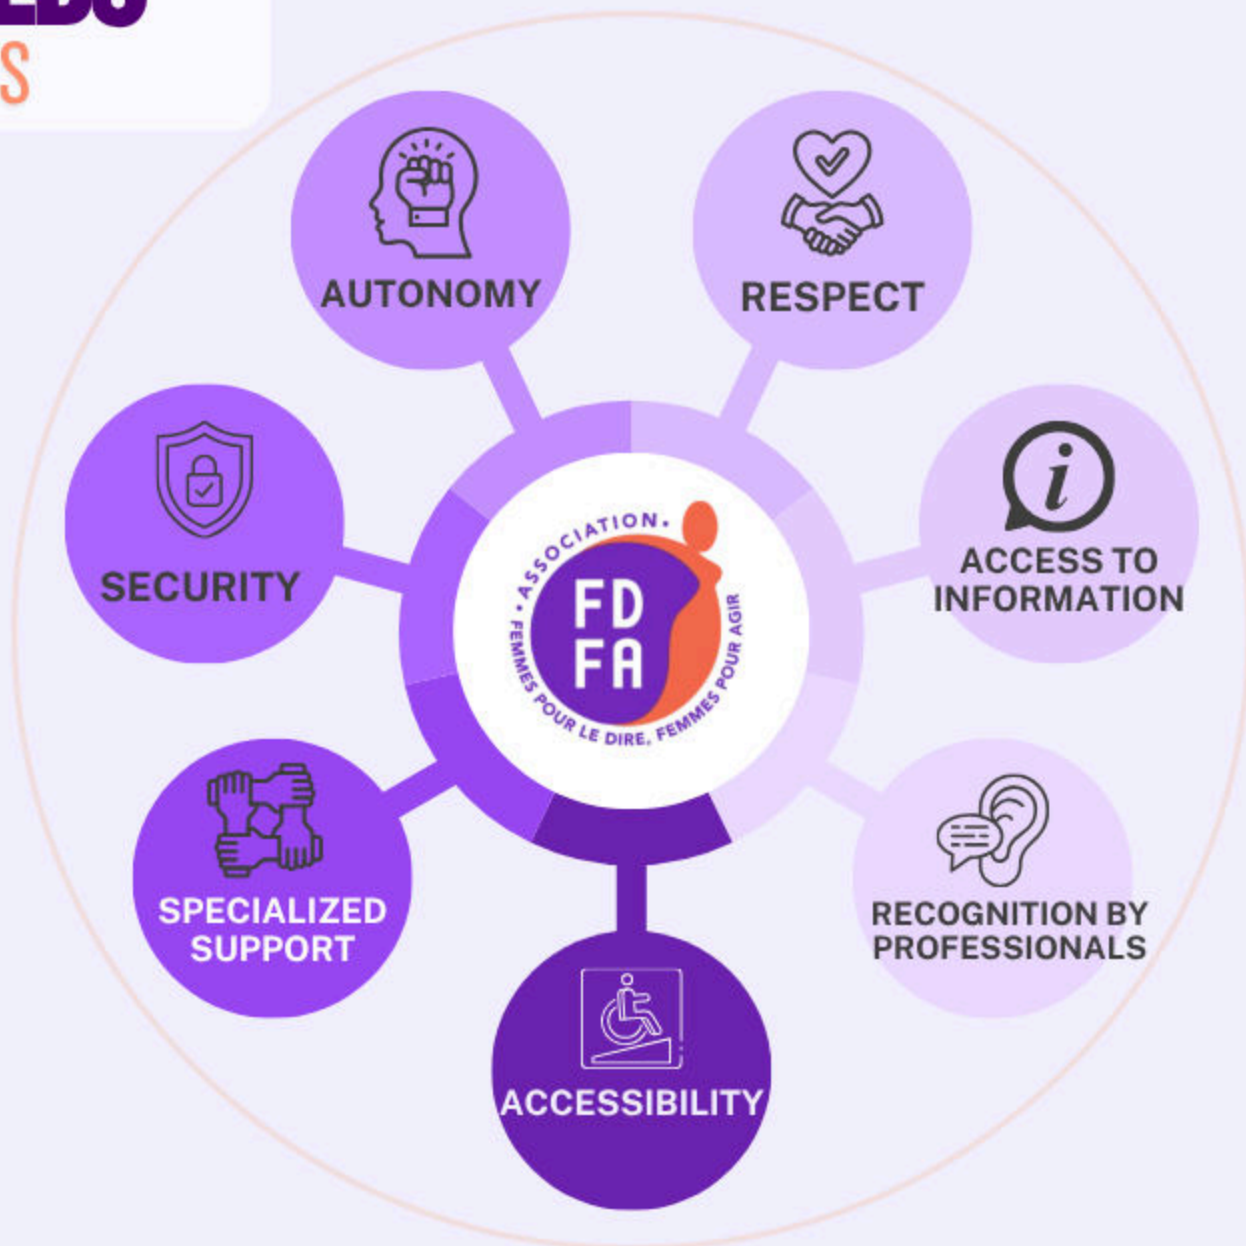 S
AUTONOMY
RESPECT
SECURITY
ACCESS TO
INFORMATION
• ASSOCIATION •
FD
FA
FEMMES POUR LE DIRE, FEMMES POUR AGIR
SPECIALIZED
SUPPORT
RECOGNITION BY
PROFESSIONALS
ACCESSIBILITY